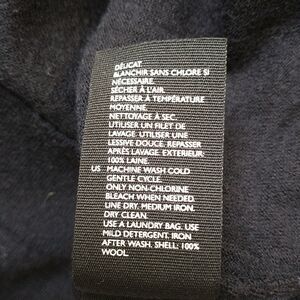 DÉLICAT.
BLANCHIR SANS CHLORE SI
NÉCESSAIRE.
SÉCHER À L'AIR.
REPASSER À TEMPÉRATURE
MOYENNE.
NETTOYAGE À SEC.
UTILISER UN FILET DE
LAVAGE. UTILISER UNE
LESSIVE DOUCE. REPASSER
APRÈS LAVAGE. EXTERIEUR:
100% LAINE.
US MACHINE WASH COLD
GENTLE CYCLE.
ONLY NON-CHLORINE
BLEACH WHEN NEEDED.
LINE DRY. MEDIUM IRON.
DRY CLEAN.
USE A LAUNDRY BAG. USE
MILD DETERGENT. IRON
AFTER WASH. SHELL: 100%
WOOL.